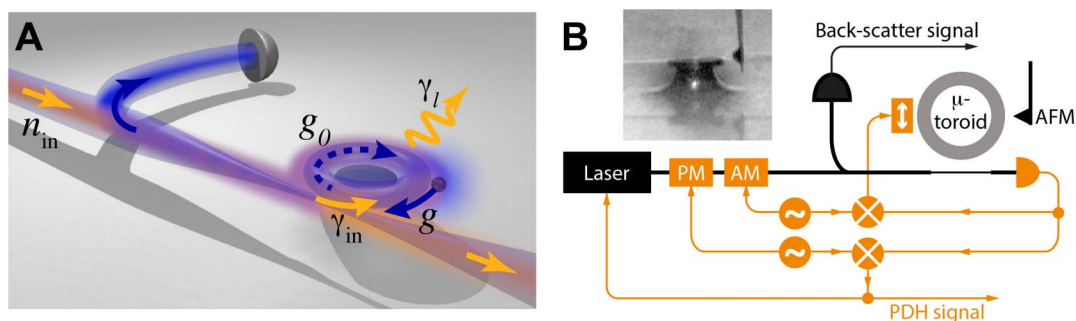 A
n_in
g_0
γ_l
γ_in
g
B
Back-scatter signal
μ-
toroid
AFM
Laser
PM
AM
~
~
PDH signal